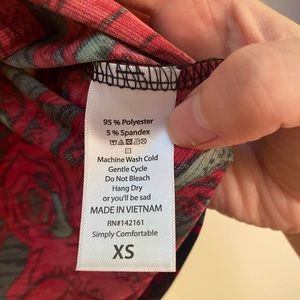 95 % Polyester
5 % Spandex
Machine Wash Cold
Gentle Cycle
Do Not Bleach
Hang Dry
or you'll be sad
MADE IN VIETNAM
RN#142161
Simply Comfortable
XS